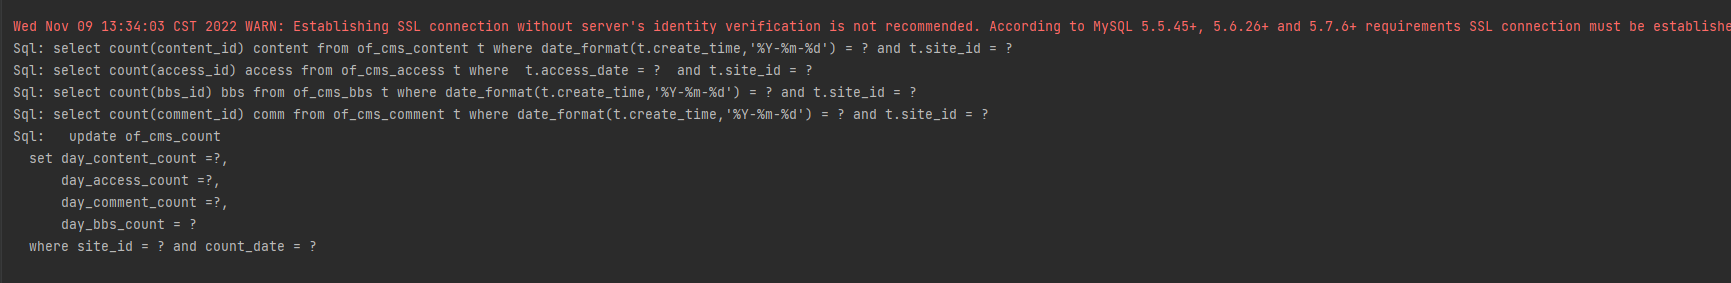 Wed Nov 09 13:34:03 CST 2022 WARN: Establishing SSL connection without server's identity verification is not recommended. According to MySQL 5.5.45+, 5.6.26+ and 5.7.6+ requirements SSL connection must be establishe
Sql: select count(content_id) content from of_cms_content t where date_format(t.create_time,'%Y-%m-%d') = ? and t.site_id = ?
Sql: select count(access_id) access from of_cms_access t where  t.access_date = ?  and t.site_id = ?
Sql: select count(bbs_id) bbs from of_cms_bbs t where date_format(t.create_time,'%Y-%m-%d') = ? and t.site_id = ?
Sql: select count(comment_id) comm from of_cms_comment t where date_format(t.create_time,'%Y-%m-%d') = ? and t.site_id = ?
Sql:   update of_cms_count
  set day_content_count =?,
      day_access_count =?,
      day_comment_count =?,
      day_bbs_count = ?
  where site_id = ? and count_date = ?